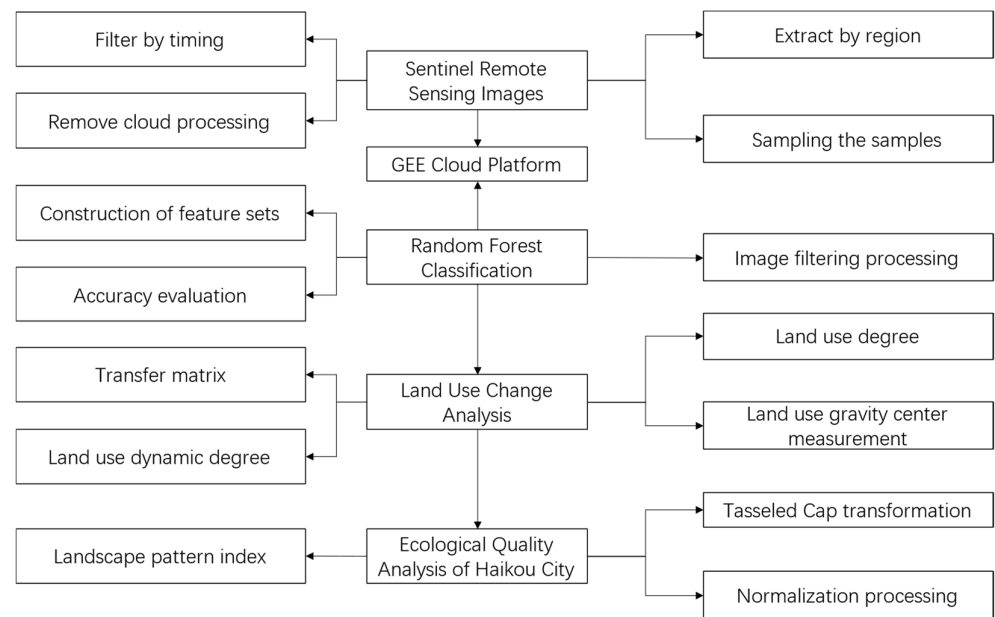 Filter by timing
Extract by region
Sentinel Remote
Sensing Images
Remove cloud processing
Sampling the samples
GEE Cloud Platform
Construction of feature sets
Random Forest
Classification
Image filtering processing
Accuracy evaluation
Land use degree
Transfer matrix
Land Use Change
Analysis
Land use gravity center
measurement
Land use dynamic degree
Tasseled Cap transformation
Landscape pattern index
Ecological Quality
Analysis of Haikou City
Normalization processing